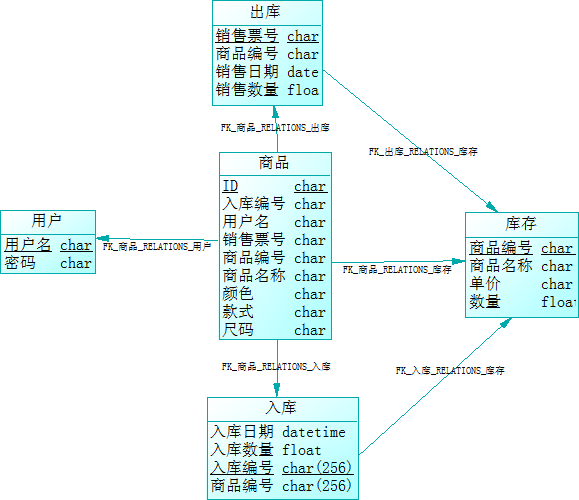 出库
销售票号 char
商品编号 char
销售日期 date
销售数量 floa
FK_商品_RELATIONS_出库
FK_出库_RELATIONS_库存
商品
ID char
入库编号 char
用户名 char
销售票号 char
商品编号 char
商品名称 char
颜色 char
款式 char
尺码 char
用户
用户名 char
密码 char
FK_商品_RELATIONS_用户
库存
商品编号 char
商品名称 char
单价 char
数量 float
FK_商品_RELATIONS_库存
FK_商品_RELATIONS_入库
FK_入库_RELATIONS_库存
入库
入库日期 datetime
入库数量 float
入库编号 char(256)
商品编号 char(256)